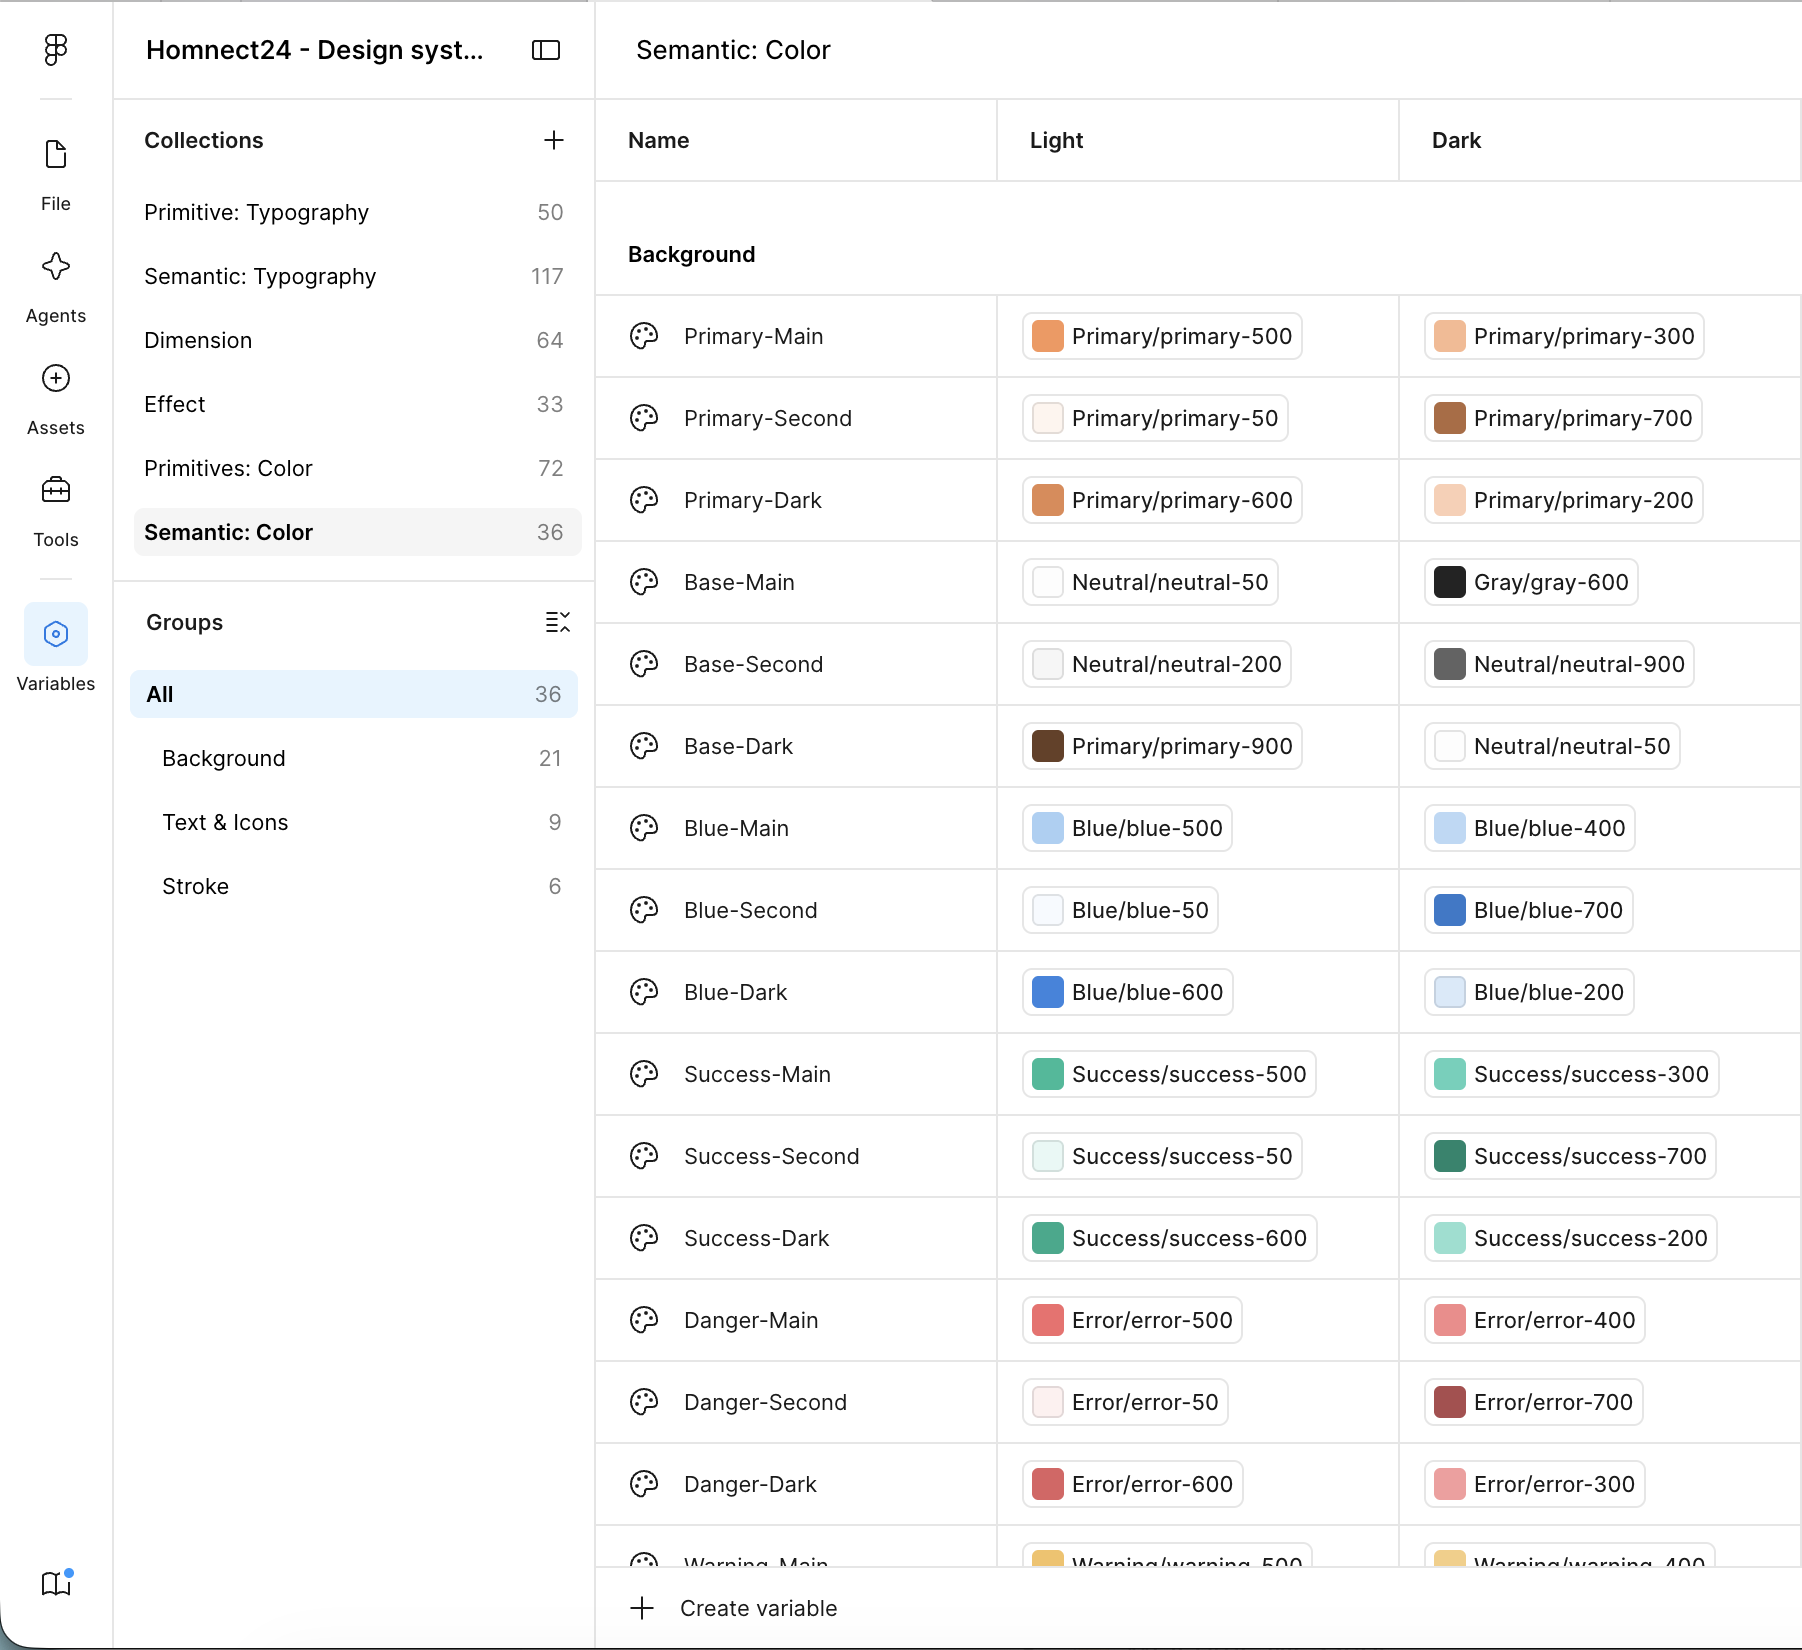 Homnect24 - Design syst...
Semantic: Color
File
Agents
Assets
Tools
Variables
Collections
Primitive: Typography 50
Semantic: Typography 117
Dimension 64
Effect 33
Primitives: Color 72
Semantic: Color 36
Groups
All 36
Background 21
Text & Icons 9
Stroke 6
Name Light Dark
Background
Primary-Main Primary/primary-500 Primary/primary-300
Primary-Second Primary/primary-50 Primary/primary-700
Primary-Dark Primary/primary-600 Primary/primary-200
Base-Main Neutral/neutral-50 Gray/gray-600
Base-Second Neutral/neutral-200 Neutral/neutral-900
Base-Dark Primary/primary-900 Neutral/neutral-50
Blue-Main Blue/blue-500 Blue/blue-400
Blue-Second Blue/blue-50 Blue/blue-700
Blue-Dark Blue/blue-600 Blue/blue-200
Success-Main Success/success-500 Success/success-300
Success-Second Success/success-50 Success/success-700
Success-Dark Success/success-600 Success/success-200
Danger-Main Error/error-500 Error/error-400
Danger-Second Error/error-50 Error/error-700
Danger-Dark Error/error-600 Error/error-300
Warning-Main Warning/warning-500 Warning/warning-400
Create variable